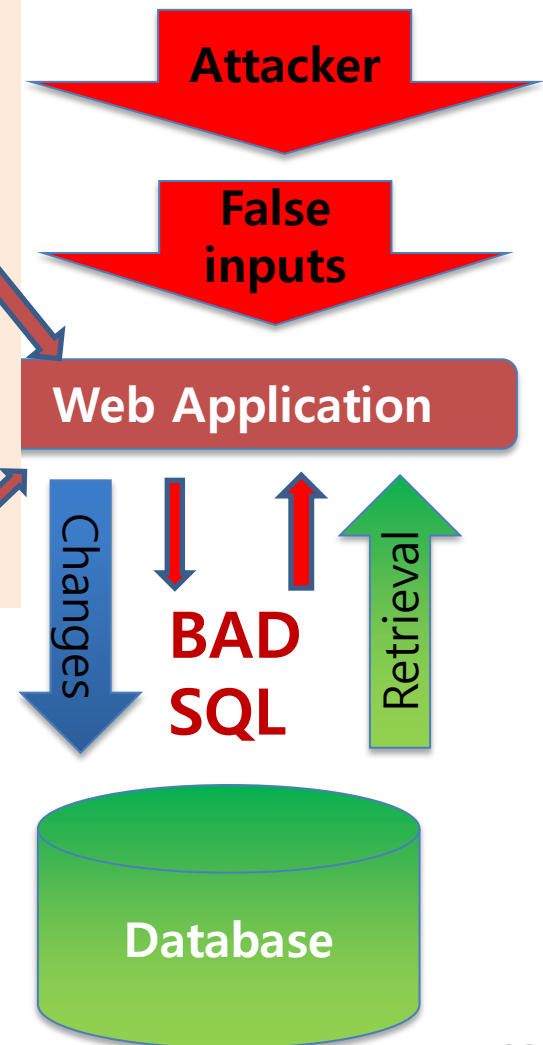 Attacker
False
inputs
Web Application
Changes
BAD
SQL
Retrieval
Database